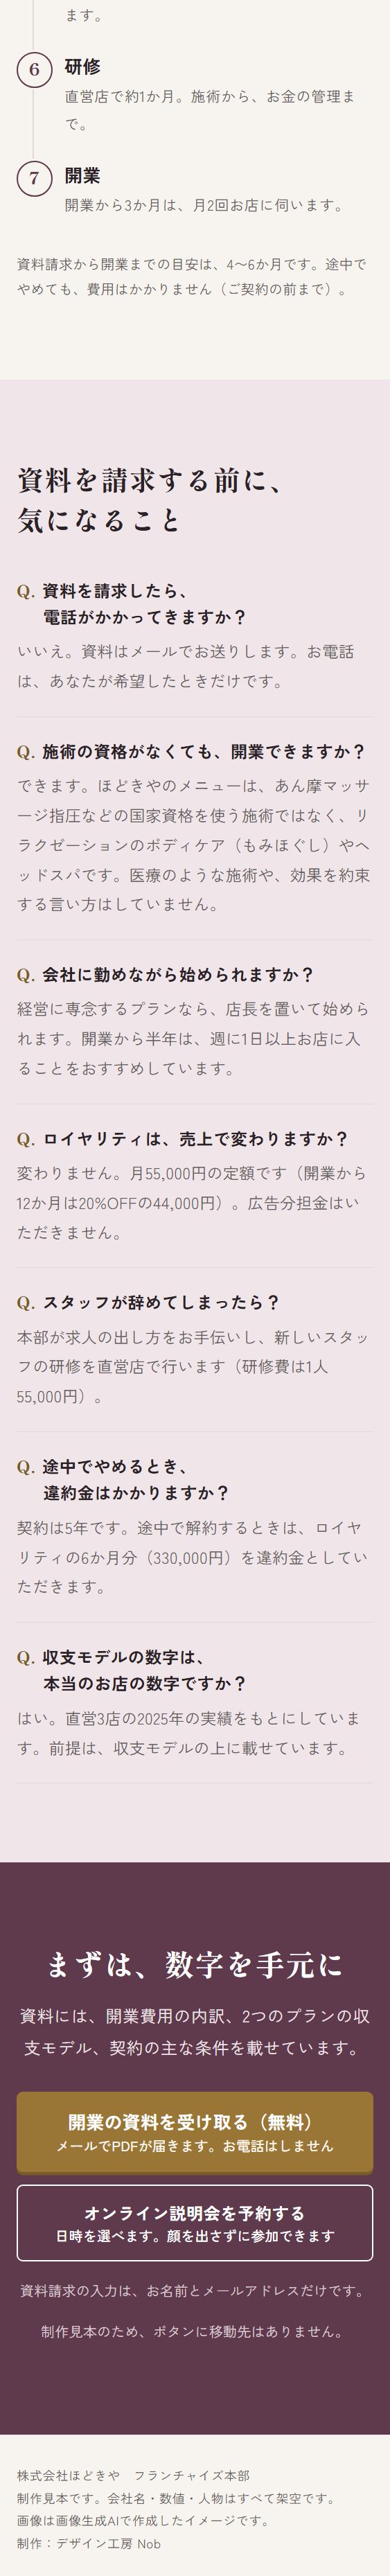 ます。
6 研修
直営店で約1か月。施術から、お金の管理ま
で。
7 開業
開業から3か月は、月2回お店に伺います。
資料請求から開業までの目安は、4〜6か月です。途中で
やめても、費用はかかりません（ご契約の前まで）。
資料を請求する前に、
気になること
Q. 資料を請求したら、
電話がかかってきますか？
いいえ。資料はメールでお送りします。お電話
は、あなたが希望したときだけです。
Q. 施術の資格がなくても、開業できますか？
できます。ほどきやのメニューは、あん摩マッサ
ージ指圧などの国家資格を使う施術ではなく、リ
ラクゼーションのボディケア（もみほぐし）やヘ
ッドスパです。医療のような施術や、効果を約束
する言い方はしていません。
Q. 会社に勤めながら始められますか？
経営に専念するプランなら、店長を置いて始めら
れます。開業から半年は、週に1日以上お店に入
ることをおすすめしています。
Q. ロイヤリティは、売上で変わりますか？
変わりません。月55,000円の定額です（開業から
12か月は20%OFFの44,000円）。広告分担金はい
ただきません。
Q. スタッフが辞めてしまったら？
本部が求人の出し方をお手伝いし、新しいスタッ
フの研修を直営店で行います（研修費は1人
55,000円）。
Q. 途中でやめるとき、
違約金はかかりますか？
契約は5年です。途中で解約するときは、ロイヤ
リティの6か月分（330,000円）を違約金としてい
ただきます。
Q. 収支モデルの数字は、
本当のお店の数字ですか？
はい。直営3店の2025年の実績をもとにしていま
す。前提は、収支モデルの上に載せています。
まずは、数字を手元に
資料には、開業費用の内訳、2つのプランの収
支モデル、契約の主な条件を載せています。
開業の資料を受け取る（無料）
メールでPDFが届きます。お電話はしません
オンライン説明会を予約する
日時を選べます。顔を出さずに参加できます
資料請求の入力は、お名前とメールアドレスだけです。
制作見本のため、ボタンに移動先はありません。
株式会社ほどきや　フランチャイズ本部
制作見本です。会社名・数値・人物はすべて架空です。
画像は画像生成AIで作成したイメージです。
制作：デザイン工房 Nob